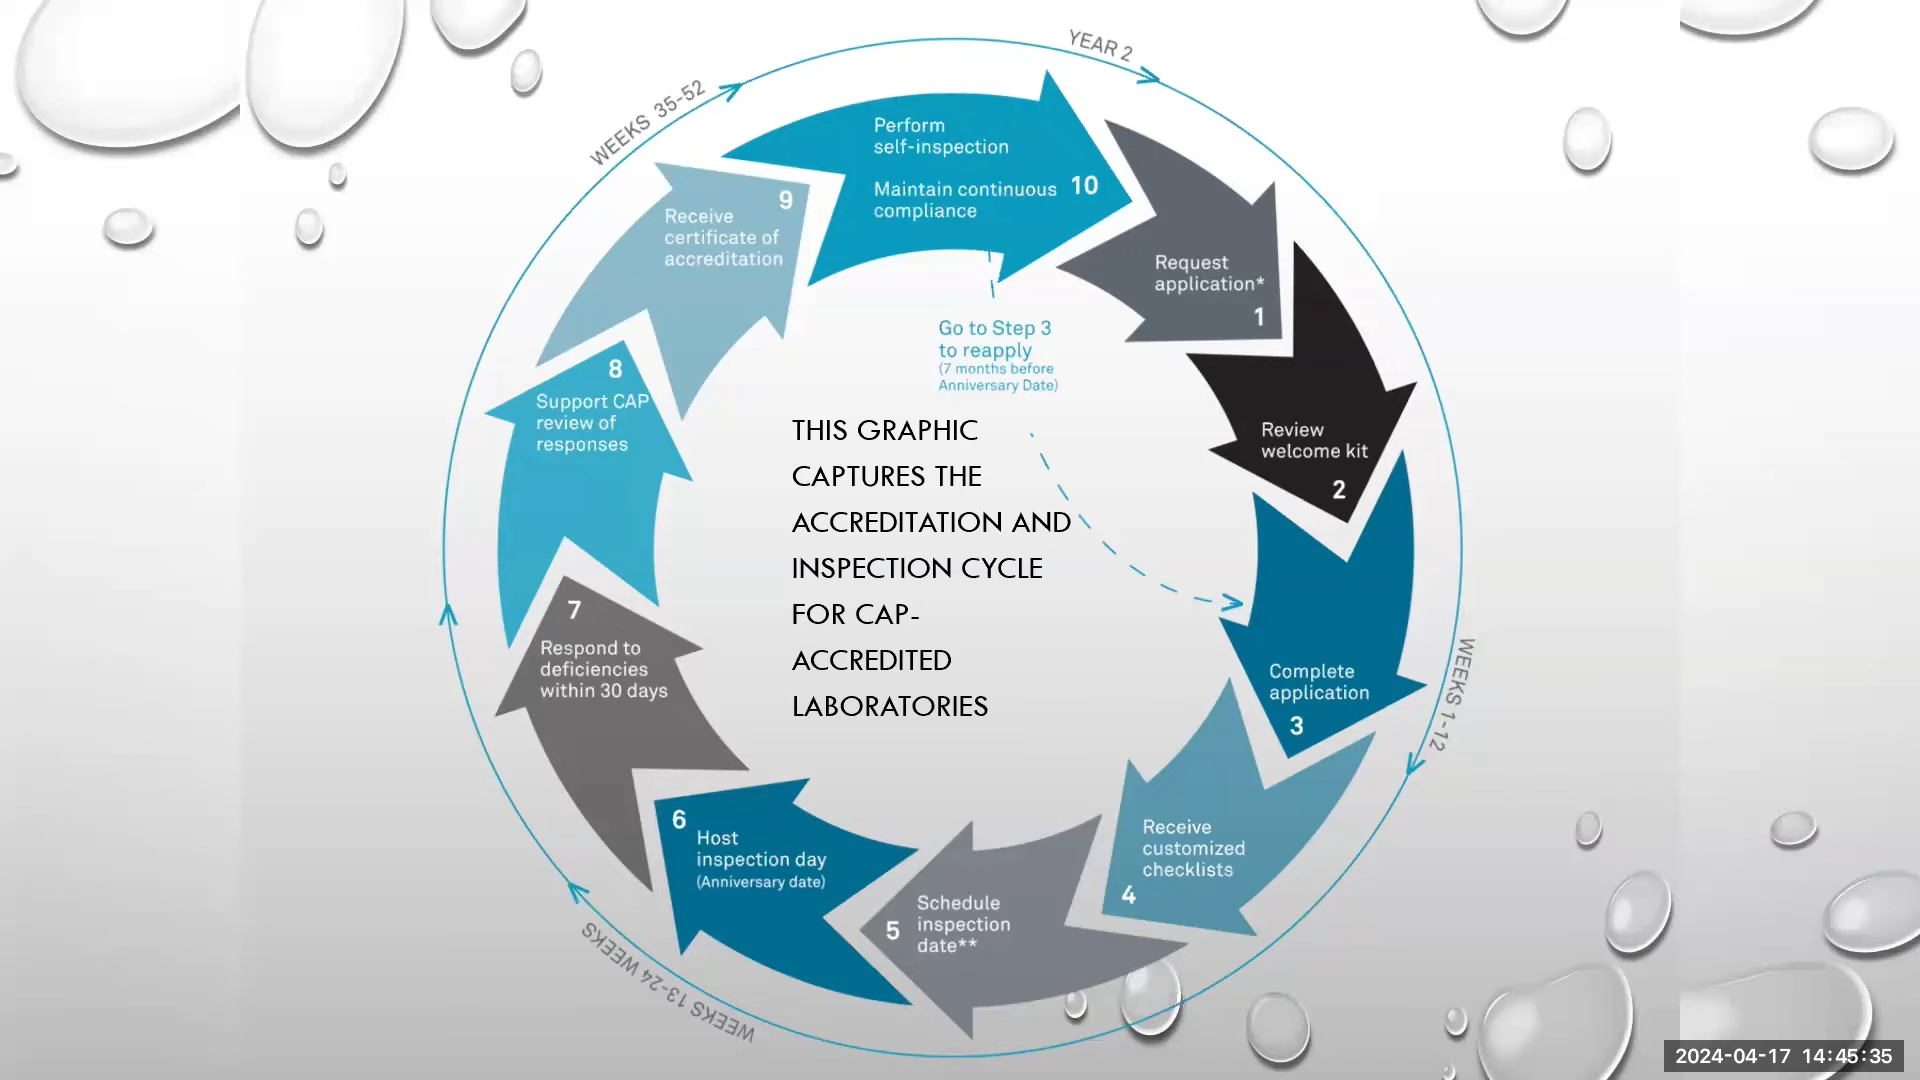 YEAR 2
WEEKS 35-52
Perform
self-inspection
Maintain continuous
compliance
10
9
Receive
certificate of
accreditation
Request
application*
1
Go to Step 3
to reapply
(7 months before
Anniversary Date)
8
Support CAP
review of
responses
Review
welcome kit
2
THIS GRAPHIC
CAPTURES THE
ACCREDITATION AND
INSPECTION CYCLE
FOR CAP-
ACCREDITED
LABORATORIES
7
Respond to
deficiencies
within 30 days
Complete
application
3
WEEKS 1-12
6
Host
inspection day
(Anniversary date)
Receive
customized
checklists
4
5
Schedule
inspection
date**
WEEKS 13-24 WEEKS
2024-04-17 14:45:35